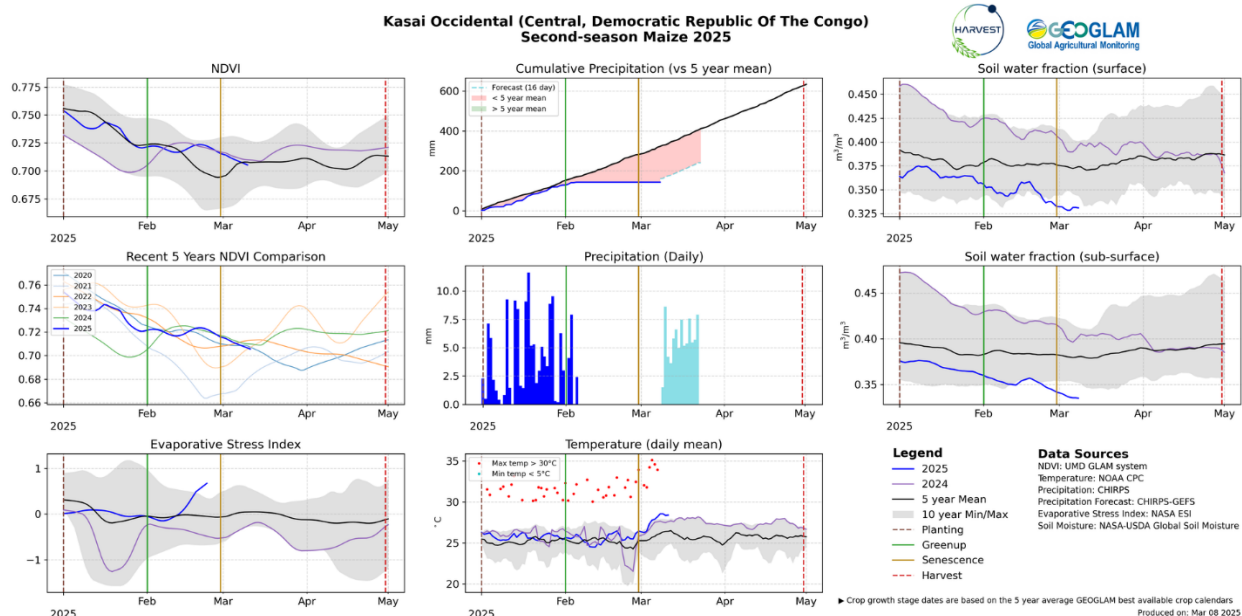 Kasai Occidental (Central, Democratic Republic Of The Congo)
Second-season Maize 2025
HARVEST
GEOGLAM
Global Agricultural Monitoring
NDVI
0.775
0.750
0.725
0.700
0.675
Feb
Mar
Apr
May
2025
Cumulative Precipitation (vs 5 year mean)
Forecast (16 day)
< 5 year mean
> 5 year mean
mm
600
400
200
0
Feb
Mar
Apr
May
2025
Soil water fraction (surface)
m³/m³
0.450
0.425
0.400
0.375
0.350
0.325
Feb
Mar
Apr
May
2025
Recent 5 Years NDVI Comparison
2020
2021
2022
2023
2024
2025
0.76
0.74
0.72
0.70
0.68
0.66
Feb
Mar
Apr
May
2025
Precipitation (Daily)
mm
10.0
7.5
5.0
2.5
0.0
Feb
Mar
Apr
May
2025
Soil water fraction (sub-surface)
m³/m³
0.45
0.40
0.35
Feb
Mar
Apr
May
2025
Evaporative Stress Index
1
0
−1
Feb
Mar
Apr
May
2025
Temperature (daily mean)
Max temp > 30°C
Min temp < 5°C
°C
35
30
25
20
Feb
Mar
Apr
May
2025
Legend
2025
2024
5 year Mean
10 year Min/Max
Planting
Greenup
Senescence
Harvest
Data Sources
NDVI: UMD GLAM system
Temperature: NOAA CPC
Precipitation: CHIRPS
Precipitation Forecast: CHIRPS-GEFS
Evaporative Stress Index: NASA ESI
Soil Moisture: NASA-USDA Global Soil Moisture
▶ Crop growth stage dates are based on the 5 year average GEOGLAM best available crop calendars
Produced on: Mar 08 2025